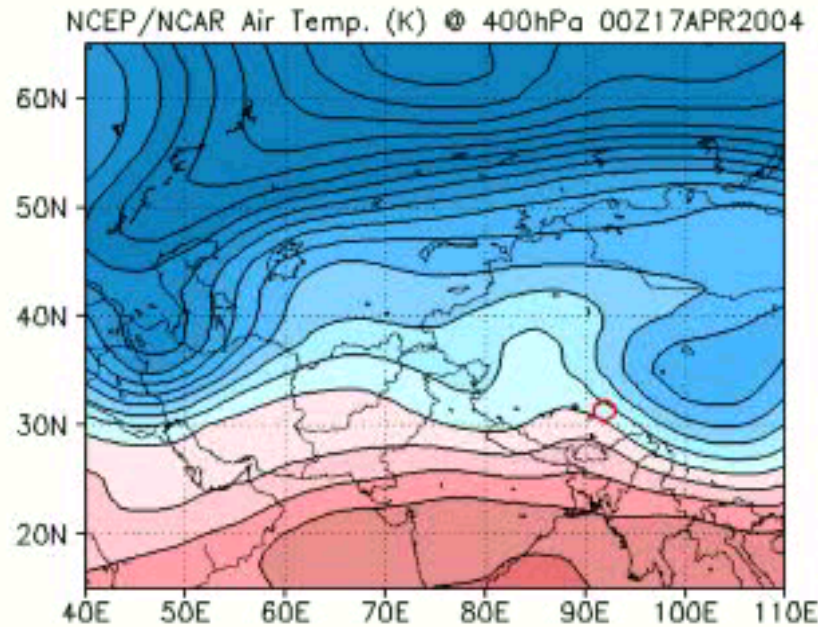 NCEP/NCAR Air Temp. (K) @ 400hPa 00Z17APR2004
60N
50N
40N
30N
20N
40E 50E 60E 70E 80E 90E 100E 110E